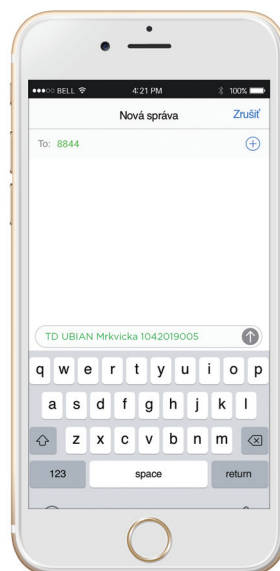 BELL 4:21 PM 100%
Nová správa Zrušiť
To: 8844
TD UBIAN Mrkvicka 1042019005
q w e r t y u i o p
a s d f g h j k l
z x c v b n m
123 space return